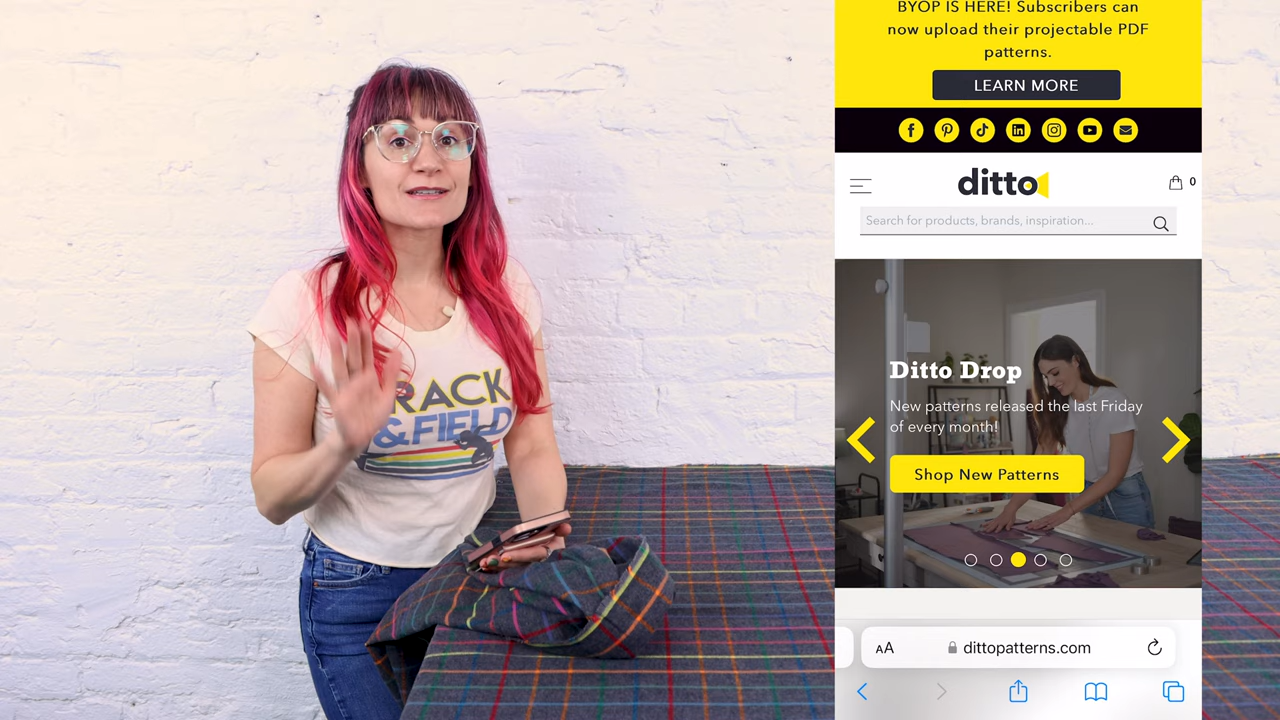 BYOP IS HERE! Subscribers can
now upload their projectable PDF
patterns.
LEARN MORE
ditto
0
Search for products, brands, inspiration...
Ditto Drop
New patterns released the last Friday
of every month!
Shop New Patterns
AA
dittopatterns.com
RACK
&FIELD